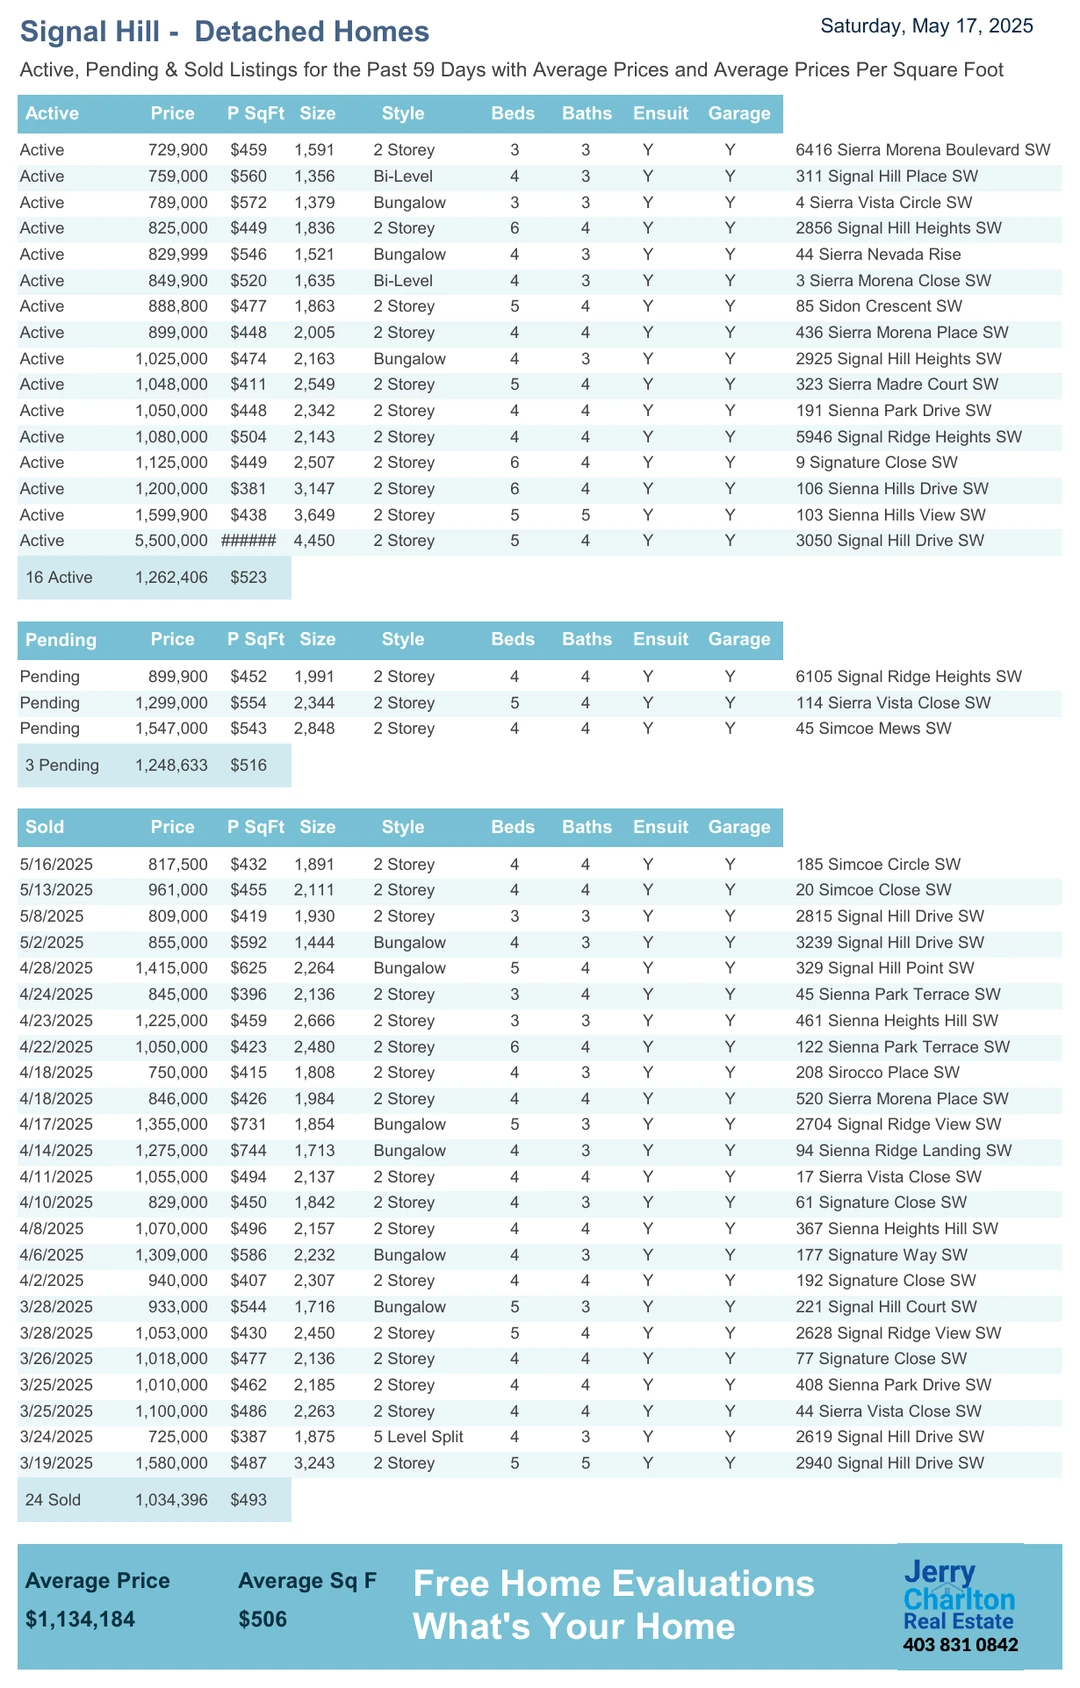 Signal Hill - Detached Homes
Saturday, May 17, 2025
Active, Pending & Sold Listings for the Past 59 Days with Average Prices and Average Prices Per Square Foot
Active Price P SqFt Size Style Beds Baths Ensuit Garage
Active 729,900 $459 1,591 2 Storey 3 3 Y Y 6416 Sierra Morena Boulevard SW
Active 759,000 $560 1,356 Bi-Level 4 3 Y Y 311 Signal Hill Place SW
Active 789,000 $572 1,379 Bungalow 3 3 Y Y 4 Sierra Vista Circle SW
Active 825,000 $449 1,836 2 Storey 6 4 Y Y 2856 Signal Hill Heights SW
Active 829,999 $546 1,521 Bungalow 4 3 Y Y 44 Sierra Nevada Rise
Active 849,900 $520 1,635 Bi-Level 4 3 Y Y 3 Sierra Morena Close SW
Active 888,800 $477 1,863 2 Storey 5 4 Y Y 85 Sidon Crescent SW
Active 899,000 $448 2,005 2 Storey 4 4 Y Y 436 Sierra Morena Place SW
Active 1,025,000 $474 2,163 Bungalow 4 3 Y Y 2925 Signal Hill Heights SW
Active 1,048,000 $411 2,549 2 Storey 5 4 Y Y 323 Sierra Madre Court SW
Active 1,050,000 $448 2,342 2 Storey 4 4 Y Y 191 Sienna Park Drive SW
Active 1,080,000 $504 2,143 2 Storey 4 4 Y Y 5946 Signal Ridge Heights SW
Active 1,125,000 $449 2,507 2 Storey 6 4 Y Y 9 Signature Close SW
Active 1,200,000 $381 3,147 2 Storey 6 4 Y Y 106 Sienna Hills Drive SW
Active 1,599,900 $438 3,649 2 Storey 5 5 Y Y 103 Sienna Hills View SW
Active 5,500,000 ###### 4,450 2 Storey 5 4 Y Y 3050 Signal Hill Drive SW
16 Active 1,262,406 $523
Pending Price P SqFt Size Style Beds Baths Ensuit Garage
Pending 899,900 $452 1,991 2 Storey 4 4 Y Y 6105 Signal Ridge Heights SW
Pending 1,299,000 $554 2,344 2 Storey 5 4 Y Y 114 Sierra Vista Close SW
Pending 1,547,000 $543 2,848 2 Storey 4 4 Y Y 45 Simcoe Mews SW
3 Pending 1,248,633 $516
Sold Price P SqFt Size Style Beds Baths Ensuit Garage
5/16/2025 817,500 $432 1,891 2 Storey 4 4 Y Y 185 Simcoe Circle SW
5/13/2025 961,000 $455 2,111 2 Storey 4 4 Y Y 20 Simcoe Close SW
5/8/2025 809,000 $419 1,930 2 Storey 3 3 Y Y 2815 Signal Hill Drive SW
5/2/2025 855,000 $592 1,444 Bungalow 4 3 Y Y 3239 Signal Hill Drive SW
4/28/2025 1,415,000 $625 2,264 Bungalow 5 4 Y Y 329 Signal Hill Point SW
4/24/2025 845,000 $396 2,136 2 Storey 3 4 Y Y 45 Sienna Park Terrace SW
4/23/2025 1,225,000 $459 2,666 2 Storey 3 3 Y Y 461 Sienna Heights Hill SW
4/22/2025 1,050,000 $423 2,480 2 Storey 6 4 Y Y 122 Sienna Park Terrace SW
4/18/2025 750,000 $415 1,808 2 Storey 4 3 Y Y 208 Sirocco Place SW
4/18/2025 846,000 $426 1,984 2 Storey 4 4 Y Y 520 Sierra Morena Place SW
4/17/2025 1,355,000 $731 1,854 Bungalow 5 3 Y Y 2704 Signal Ridge View SW
4/14/2025 1,275,000 $744 1,713 Bungalow 4 3 Y Y 94 Sienna Ridge Landing SW
4/11/2025 1,055,000 $494 2,137 2 Storey 4 4 Y Y 17 Sierra Vista Close SW
4/10/2025 829,000 $450 1,842 2 Storey 4 3 Y Y 61 Signature Close SW
4/8/2025 1,070,000 $496 2,157 2 Storey 4 4 Y Y 367 Sienna Heights Hill SW
4/6/2025 1,309,000 $586 2,232 Bungalow 4 3 Y Y 177 Signature Way SW
4/2/2025 940,000 $407 2,307 2 Storey 4 4 Y Y 192 Signature Close SW
3/28/2025 933,000 $544 1,716 Bungalow 5 3 Y Y 221 Signal Hill Court SW
3/28/2025 1,053,000 $430 2,450 2 Storey 5 4 Y Y 2628 Signal Ridge View SW
3/26/2025 1,018,000 $477 2,136 2 Storey 4 4 Y Y 77 Signature Close SW
3/25/2025 1,010,000 $462 2,185 2 Storey 4 4 Y Y 408 Sienna Park Drive SW
3/25/2025 1,100,000 $486 2,263 2 Storey 4 4 Y Y 44 Sierra Vista Close SW
3/24/2025 725,000 $387 1,875 5 Level Split 4 3 Y Y 2619 Signal Hill Drive SW
3/19/2025 1,580,000 $487 3,243 2 Storey 5 5 Y Y 2940 Signal Hill Drive SW
24 Sold 1,034,396 $493
Average Price Average Sq F
$1,134,184 $506
Free Home Evaluations
What's Your Home
Jerry
Charlton
Real Estate
403 831 0842